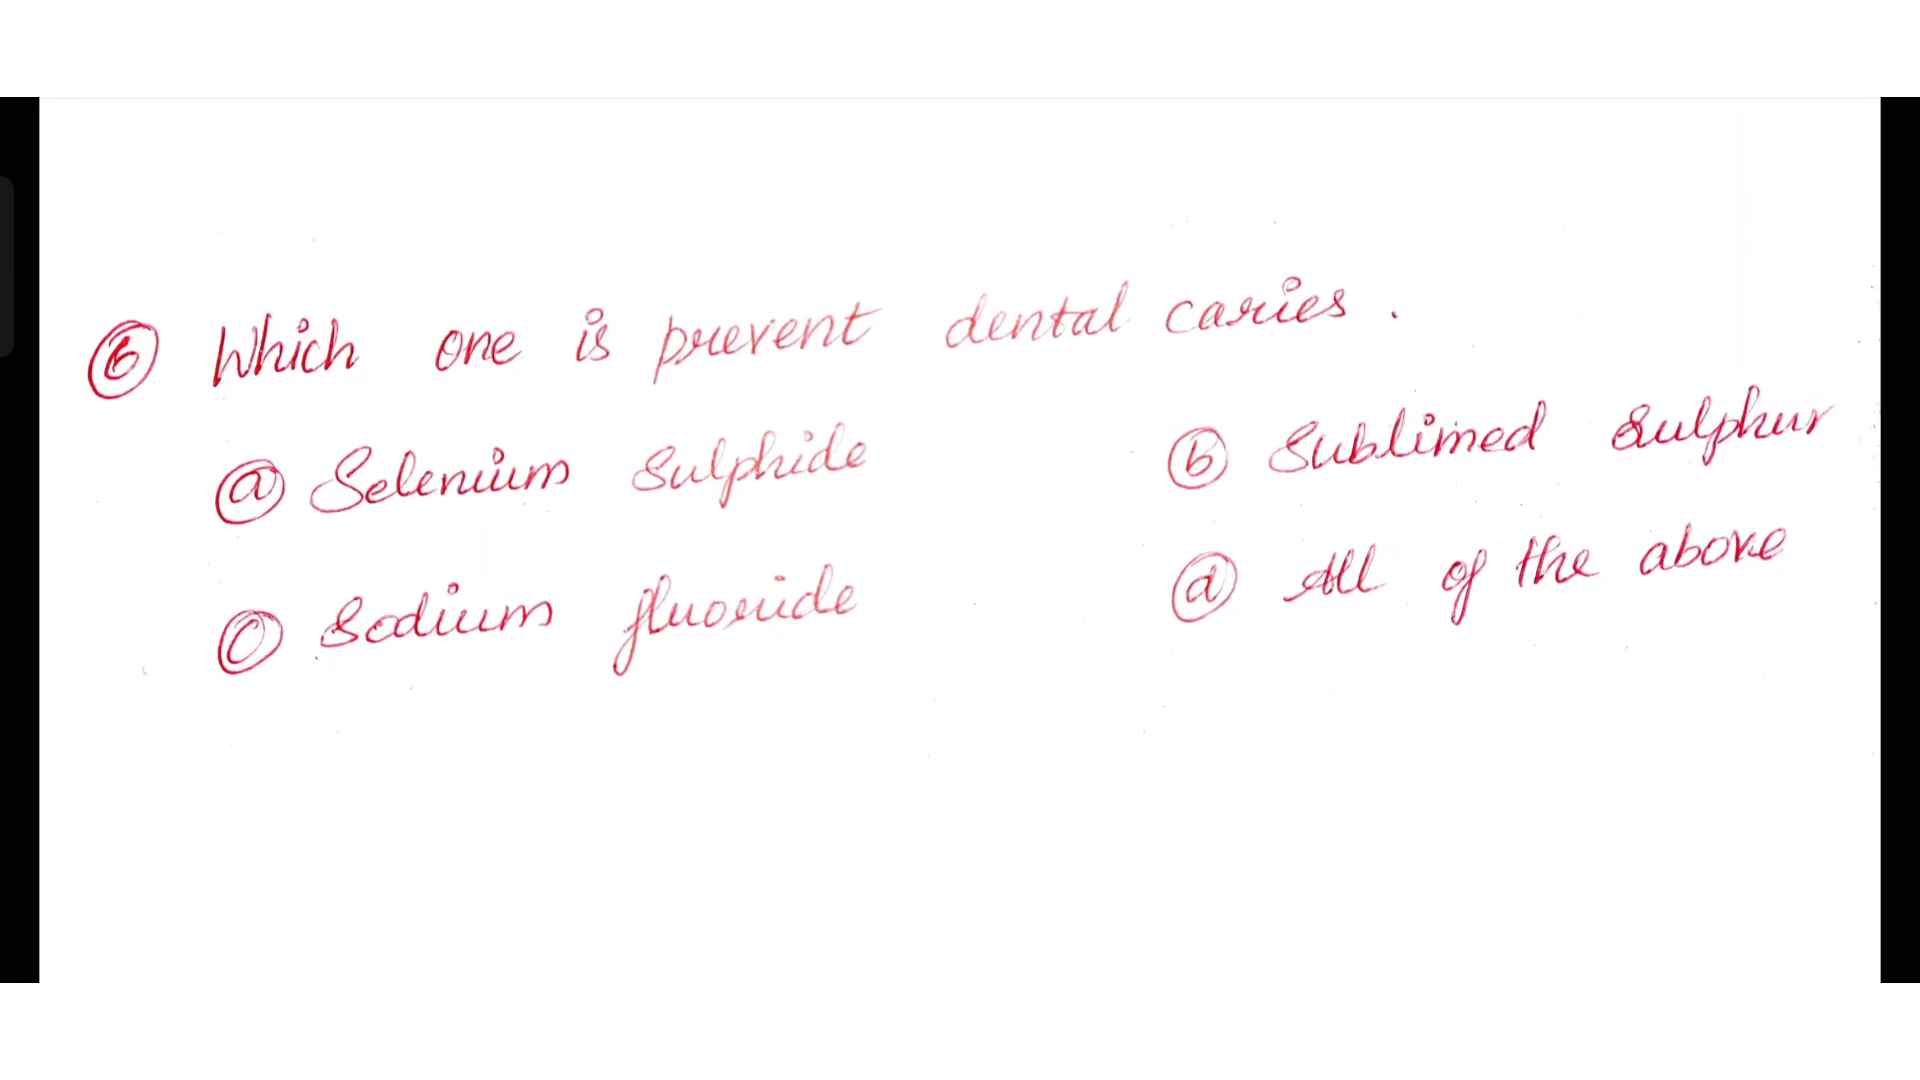 6 Which one is prevent dental caries.
a Selenium Sulphide b Sublimed Sulphur
c Sodium fluoride d All of the above